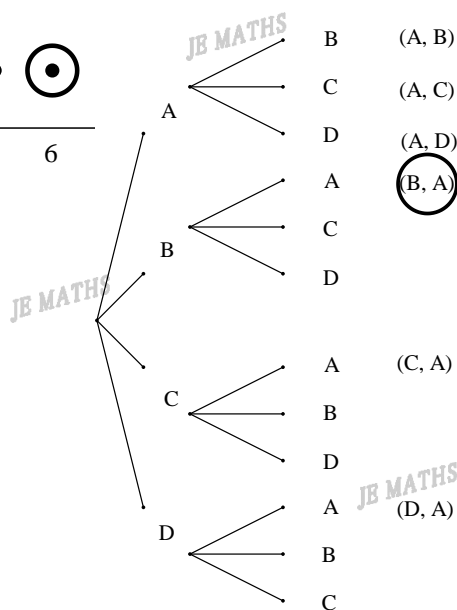 JE MATHS
B (A, B)
C (A, C)
A
D (A, D)
6
A (B, A)
C
B
D
JE MATHS
A (C, A)
C
B
D
JE MATHS
A (D, A)
D
B
C